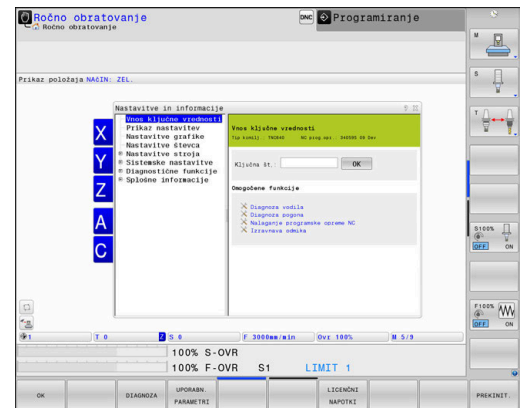 Ročno obratovanje
Ročno obratovanje
DNC
Programiranje
Prikaz položaja NAČIN: ŽEL.
Nastavitve in informacije
Vnos ključne vrednosti
Prikaz nastavitev
Nastavitve grafike
Nastavitve števca
Nastavitve stroja
Sistemske nastavitve
Diagnostične funkcije
Splošne informacije
X
Y
Z
A
C
Vnos ključne vrednosti
Ključna št.:
OK
Omogočene funkcije
Diagnoza vodila
Diagnoza pogona
Nalaganje programske opreme NC
Izravnava odmika
M
S
T
S100%
OFF ON
F100%
OFF ON
1 T 0 Z S 0 F 3000mm/min Ovr 100% M 5/9
100% S-OVR
100% F-OVR S1 LIMIT 1
OK
DIAGNOZA
UPORABN.
PARAMETRI
LICENČNI
NAPOTKI
PREKINIT.